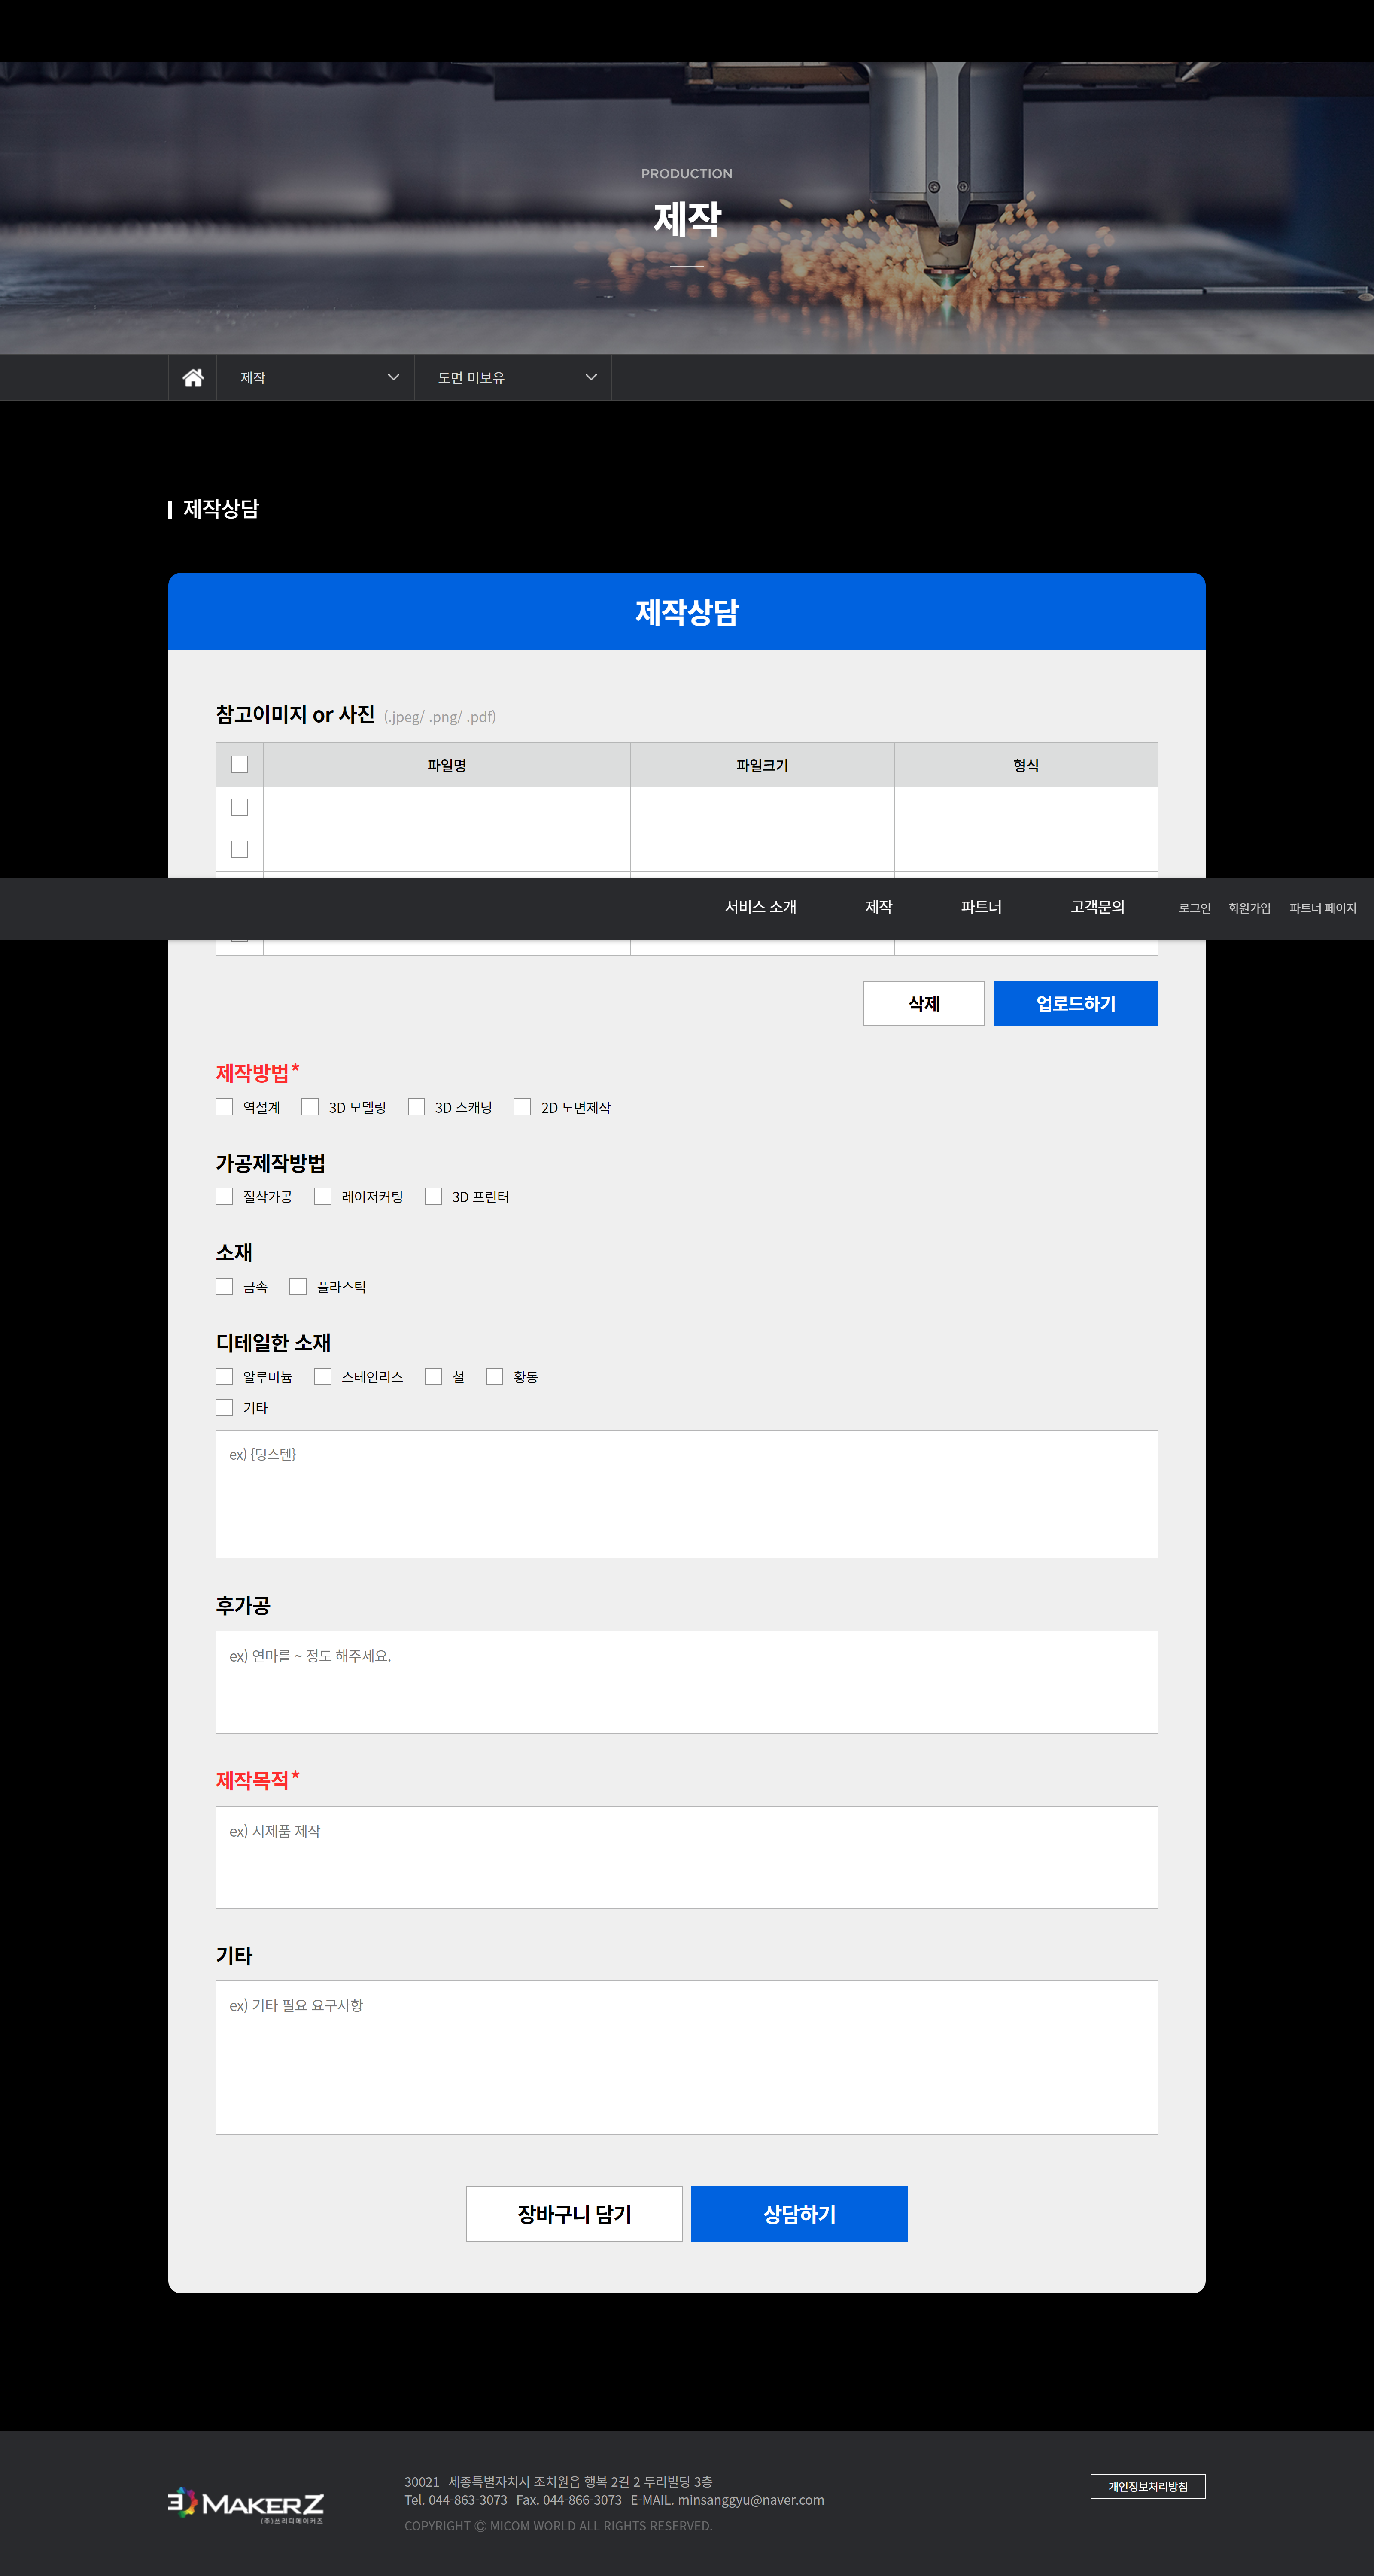 PRODUCTION
제작
제작
도면 미보유
제작상담
제작상담
참고이미지 or 사진 (.jpeg/ .png/ .pdf)
파일명 파일크기 형식
서비스 소개 제작 파트너 고객문의 로그인 | 회원가입 파트너 페이지
삭제 업로드하기
제작방법*
역설계 3D 모델링 3D 스캐닝 2D 도면제작
가공제작방법
절삭가공 레이저커팅 3D 프린터
소재
금속 플라스틱
디테일한 소재
알루미늄 스테인리스 철 황동
기타
ex) {텅스텐}
후가공
ex) 연마를 ~ 정도 해주세요.
제작목적*
ex) 시제품 제작
기타
ex) 기타 필요 요구사항
장바구니 담기 상담하기
3D MAKERZ
(주)쓰리디메이커즈
30021 세종특별자치시 조치원읍 행복 2길 2 두리빌딩 3층
Tel. 044-863-3073 Fax. 044-866-3073 E-MAIL. minsanggyu@naver.com
COPYRIGHT © MICOM WORLD ALL RIGHTS RESERVED.
개인정보처리방침